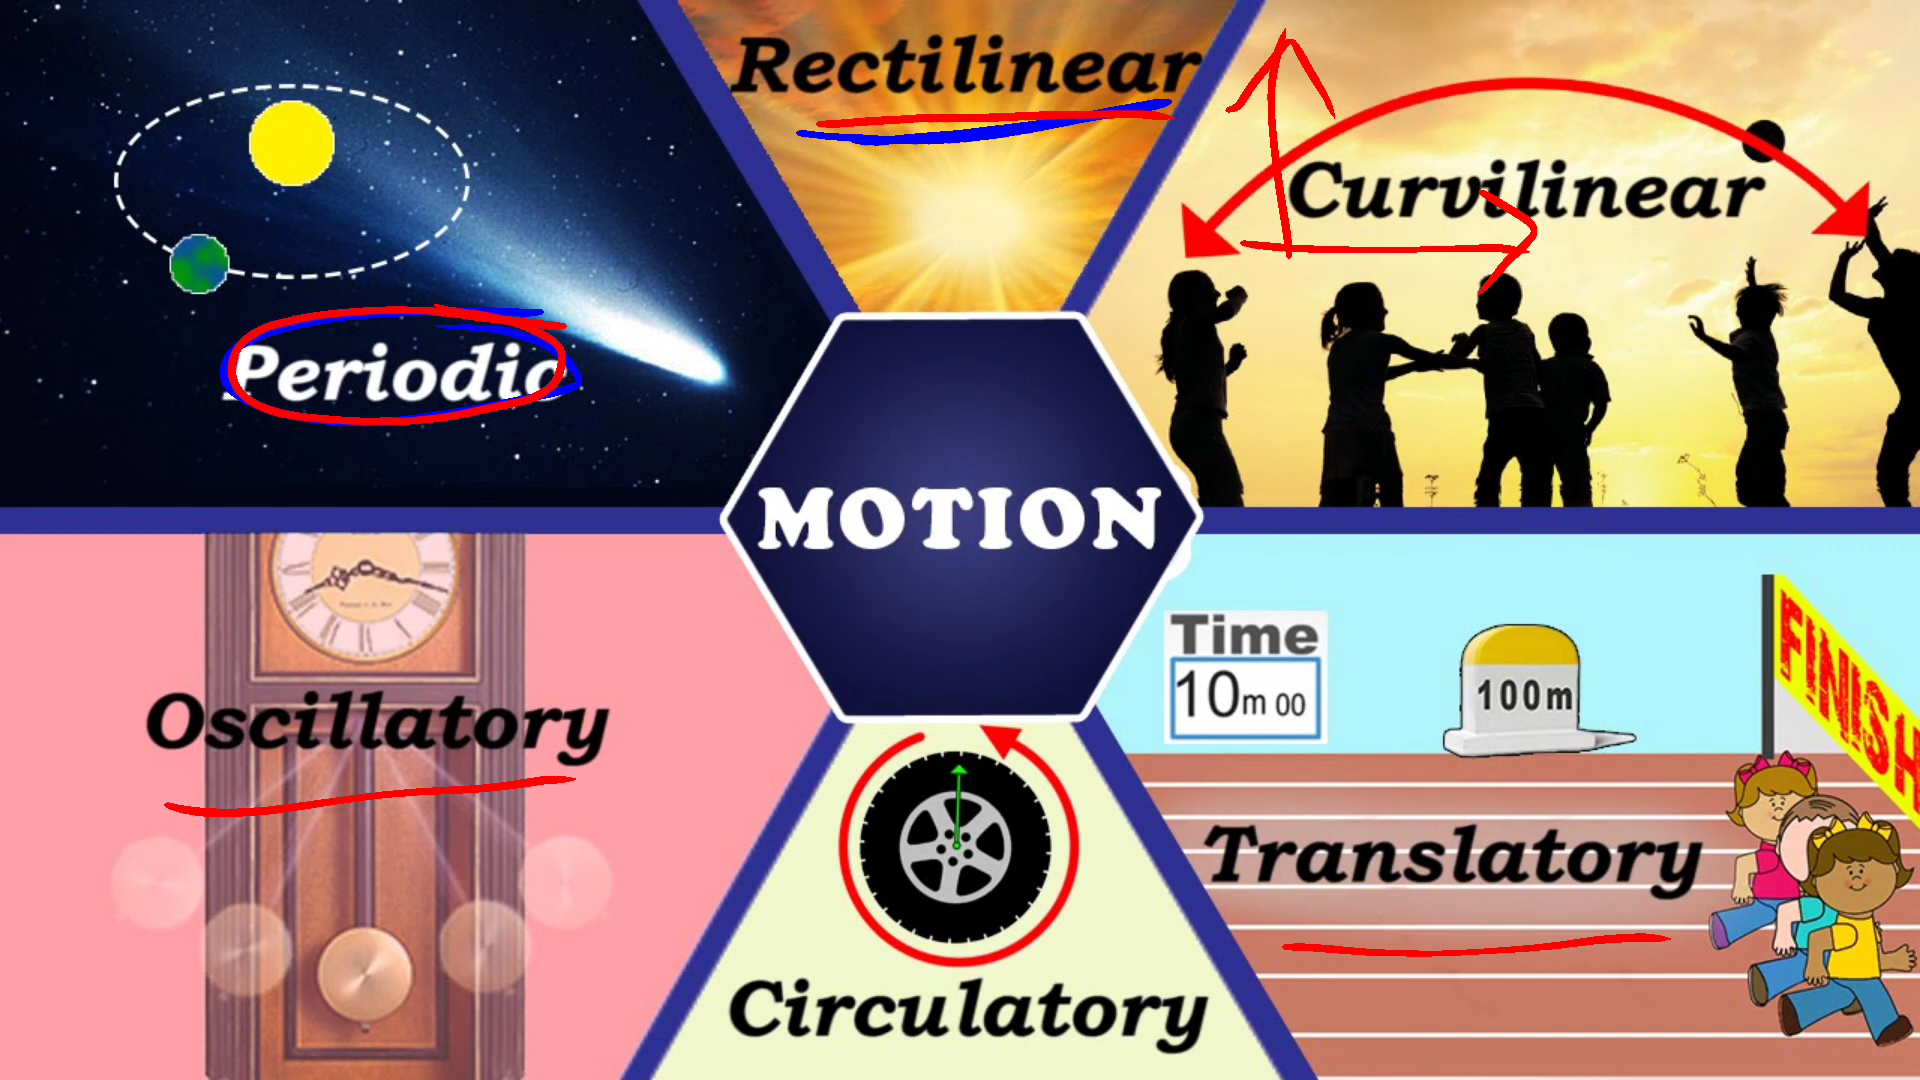 Rectilinear
Curvilinear
Periodic
MOTION
Time
10m 00
100m
FINISH
Oscillatory
Translatory
Circulatory